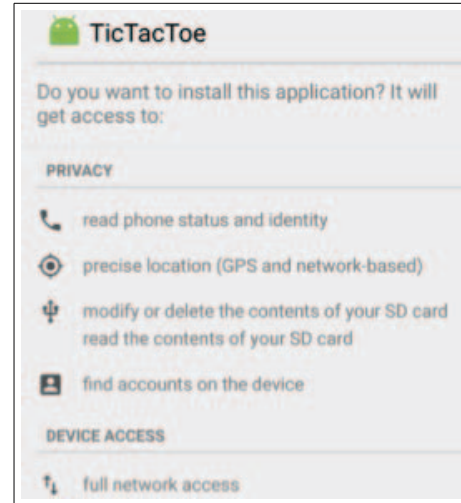 TicTacToe
Do you want to install this application? It will
get access to:
PRIVACY
read phone status and identity
precise location (GPS and network-based)
modify or delete the contents of your SD card
read the contents of your SD card
find accounts on the device
DEVICE ACCESS
full network access